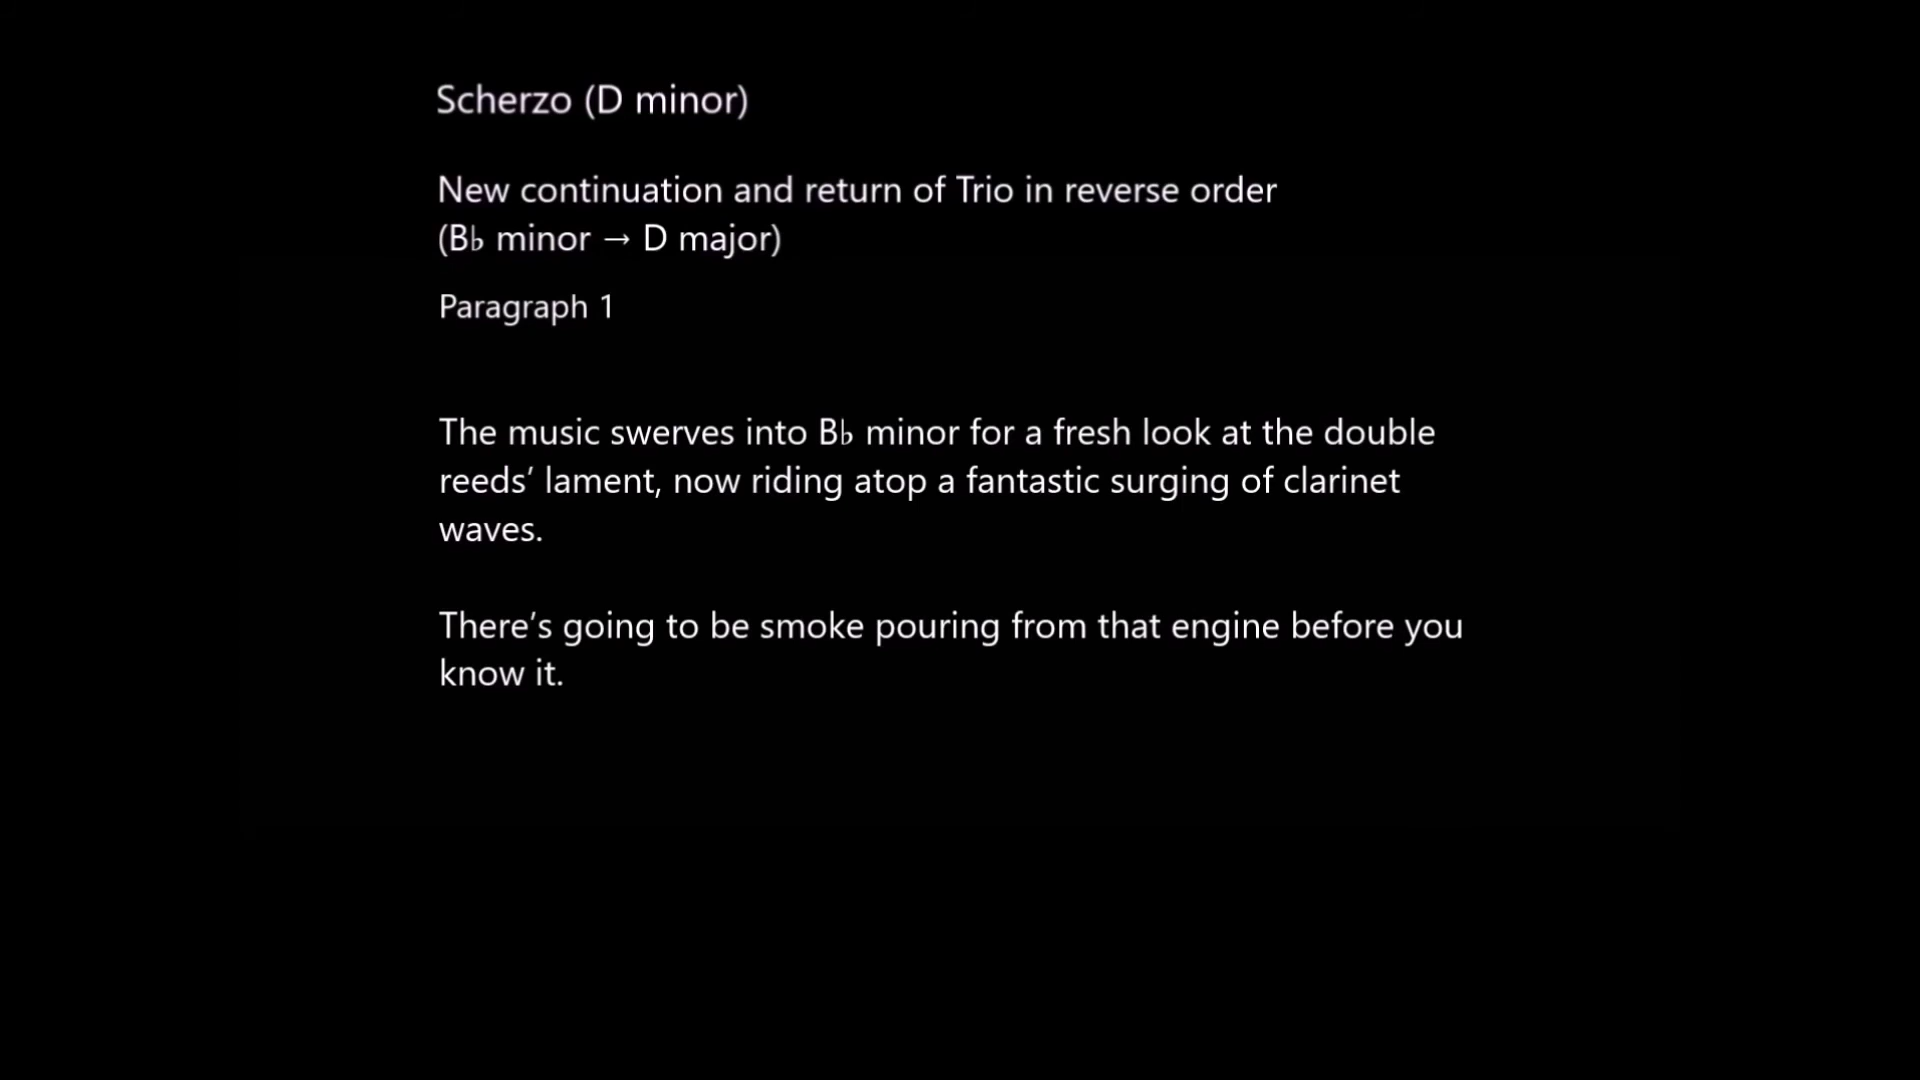 Scherzo (D minor)
New continuation and return of Trio in reverse order
(B♭ minor → D major)
Paragraph 1
The music swerves into B♭ minor for a fresh look at the double
reeds’ lament, now riding atop a fantastic surging of clarinet
waves.
There’s going to be smoke pouring from that engine before you
know it.